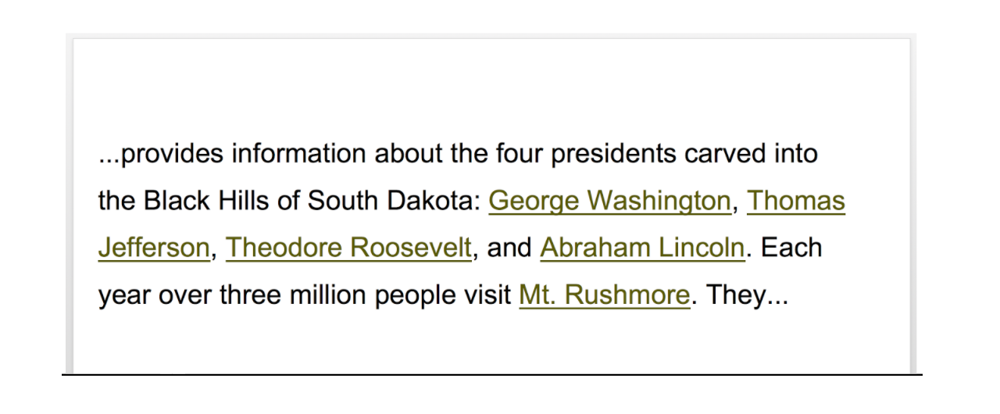 ...provides information about the four presidents carved into
the Black Hills of South Dakota: George Washington, Thomas
Jefferson, Theodore Roosevelt, and Abraham Lincoln. Each
year over three million people visit Mt. Rushmore. They...